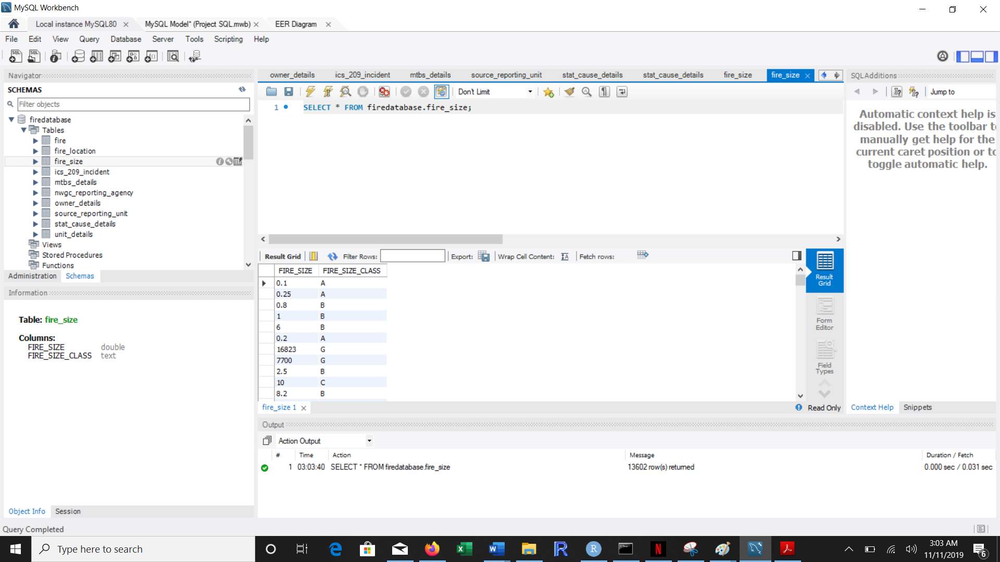 MySQL Workbench
Local instance MySQL80
MySQL Model* (Project SQL.mwb)
EER Diagram
File Edit View Query Database Server Tools Scripting Help
Navigator
SCHEMAS
Filter objects
firedatabase
Tables
fire
fire_location
fire_size
ics_209_incident
mtbs_details
nwgc_reporting_agency
owner_details
source_reporting_unit
stat_cause_details
unit_details
Views
Stored Procedures
Functions
Administration Schemas
Information
Table: fire_size
Columns:
FIRE_SIZE double
FIRE_SIZE_CLASS text
Object Info Session
Query Completed
owner_details ics_209_incident mtbs_details source_reporting_unit stat_cause_details stat_cause_details fire_size fire_size
Don't Limit
1 SELECT * FROM firedatabase.fire_size;
Result Grid Filter Rows: Export: Wrap Cell Content: Fetch rows:
FIRE_SIZE FIRE_SIZE_CLASS
0.1 A
0.25 A
0.8 B
1 B
6 B
0.2 A
16823 G
7700 G
2.5 B
10 C
8.2 B
Result
Grid
Form
Editor
Field
Types
fire_size 1
Read Only
Output
Action Output
# Time Action Message Duration / Fetch
1 03:03:40 SELECT * FROM firedatabase.fire_size 13602 row(s) returned 0.000 sec / 0.031 sec
SQLAdditions
Jump to
Automatic context help is
disabled. Use the toolbar to
manually get help for the
current caret position or to
toggle automatic help.
Context Help Snippets
Type here to search
3:03 AM
11/11/2019
6